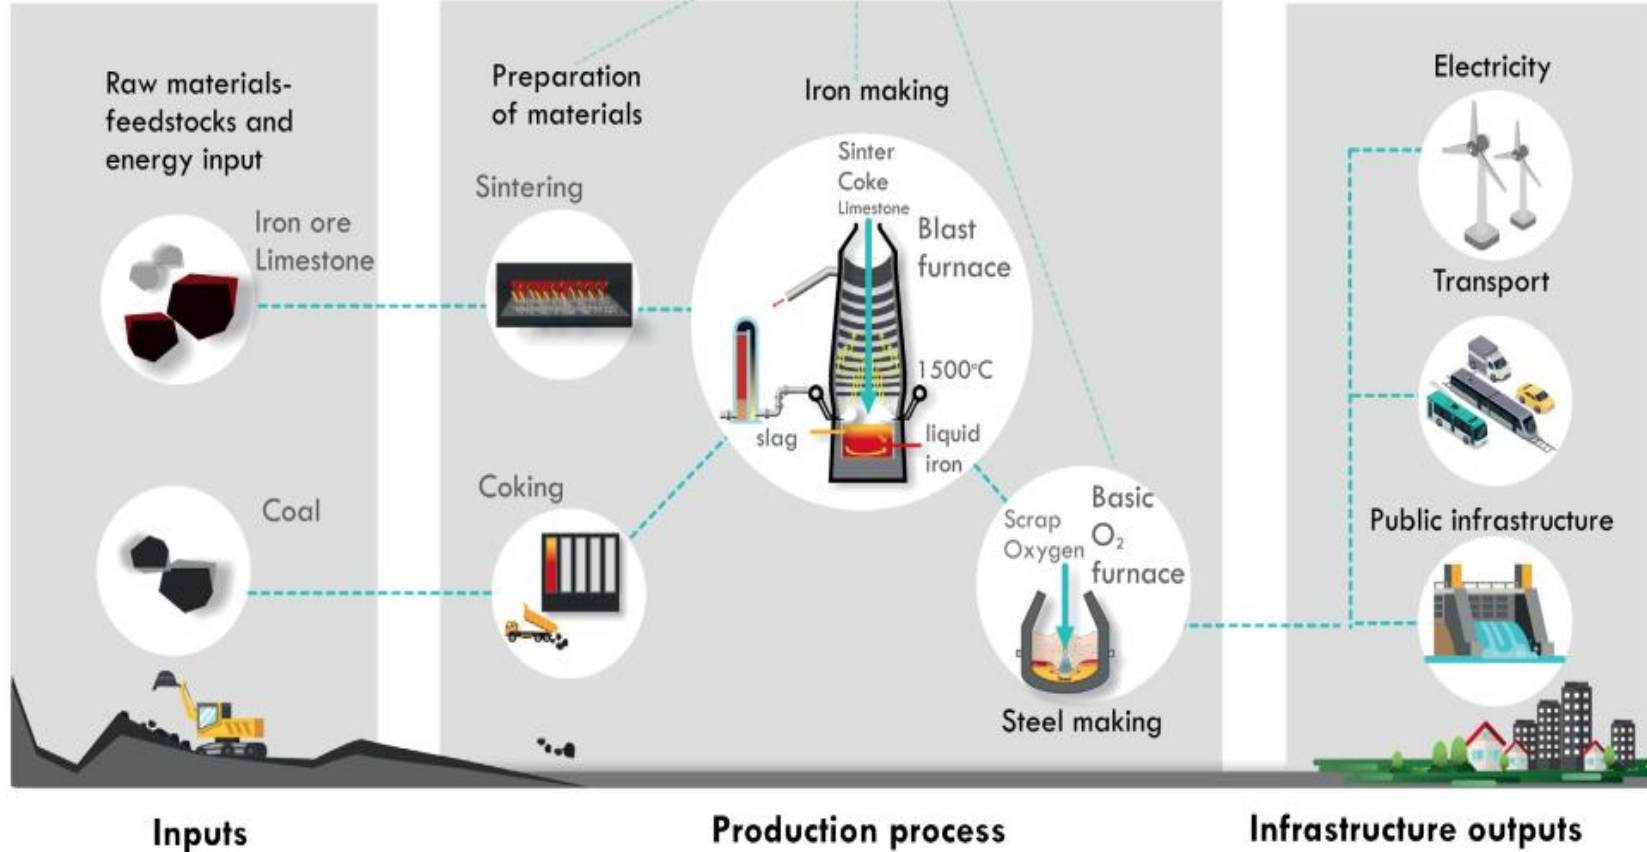 Raw materials-
feedstocks and
energy input
Iron ore
Limestone
Coal
Inputs
Preparation
of materials
Sintering
Coking
Iron making
Sinter
Coke
Limestone
Blast
furnace
1500°C
slag
liquid
iron
Scrap
Oxygen
Basic
O₂
furnace
Steel making
Production process
Electricity
Transport
Public infrastructure
Infrastructure outputs